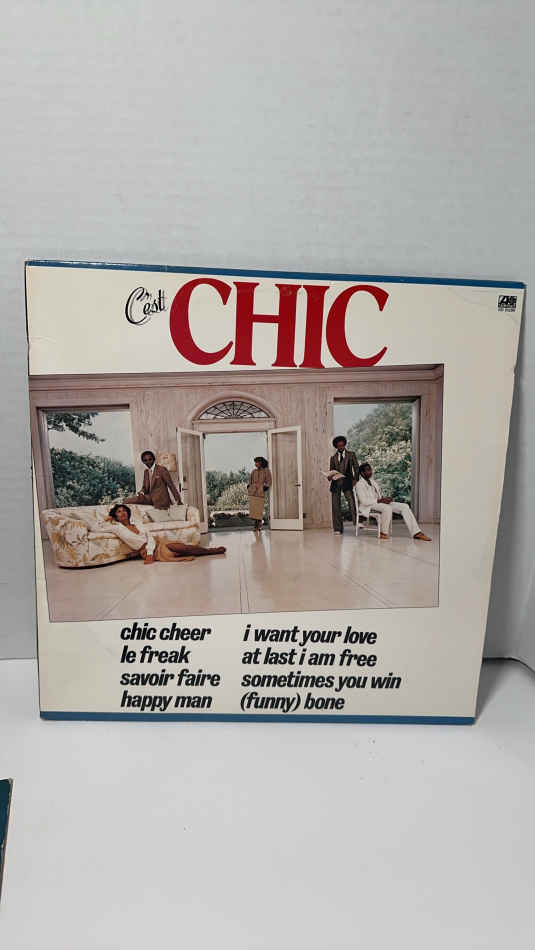 C'est
CHIC
chic cheer
le freak
savoir faire
happy man
i want your love
at last i am free
sometimes you win
(funny) bone